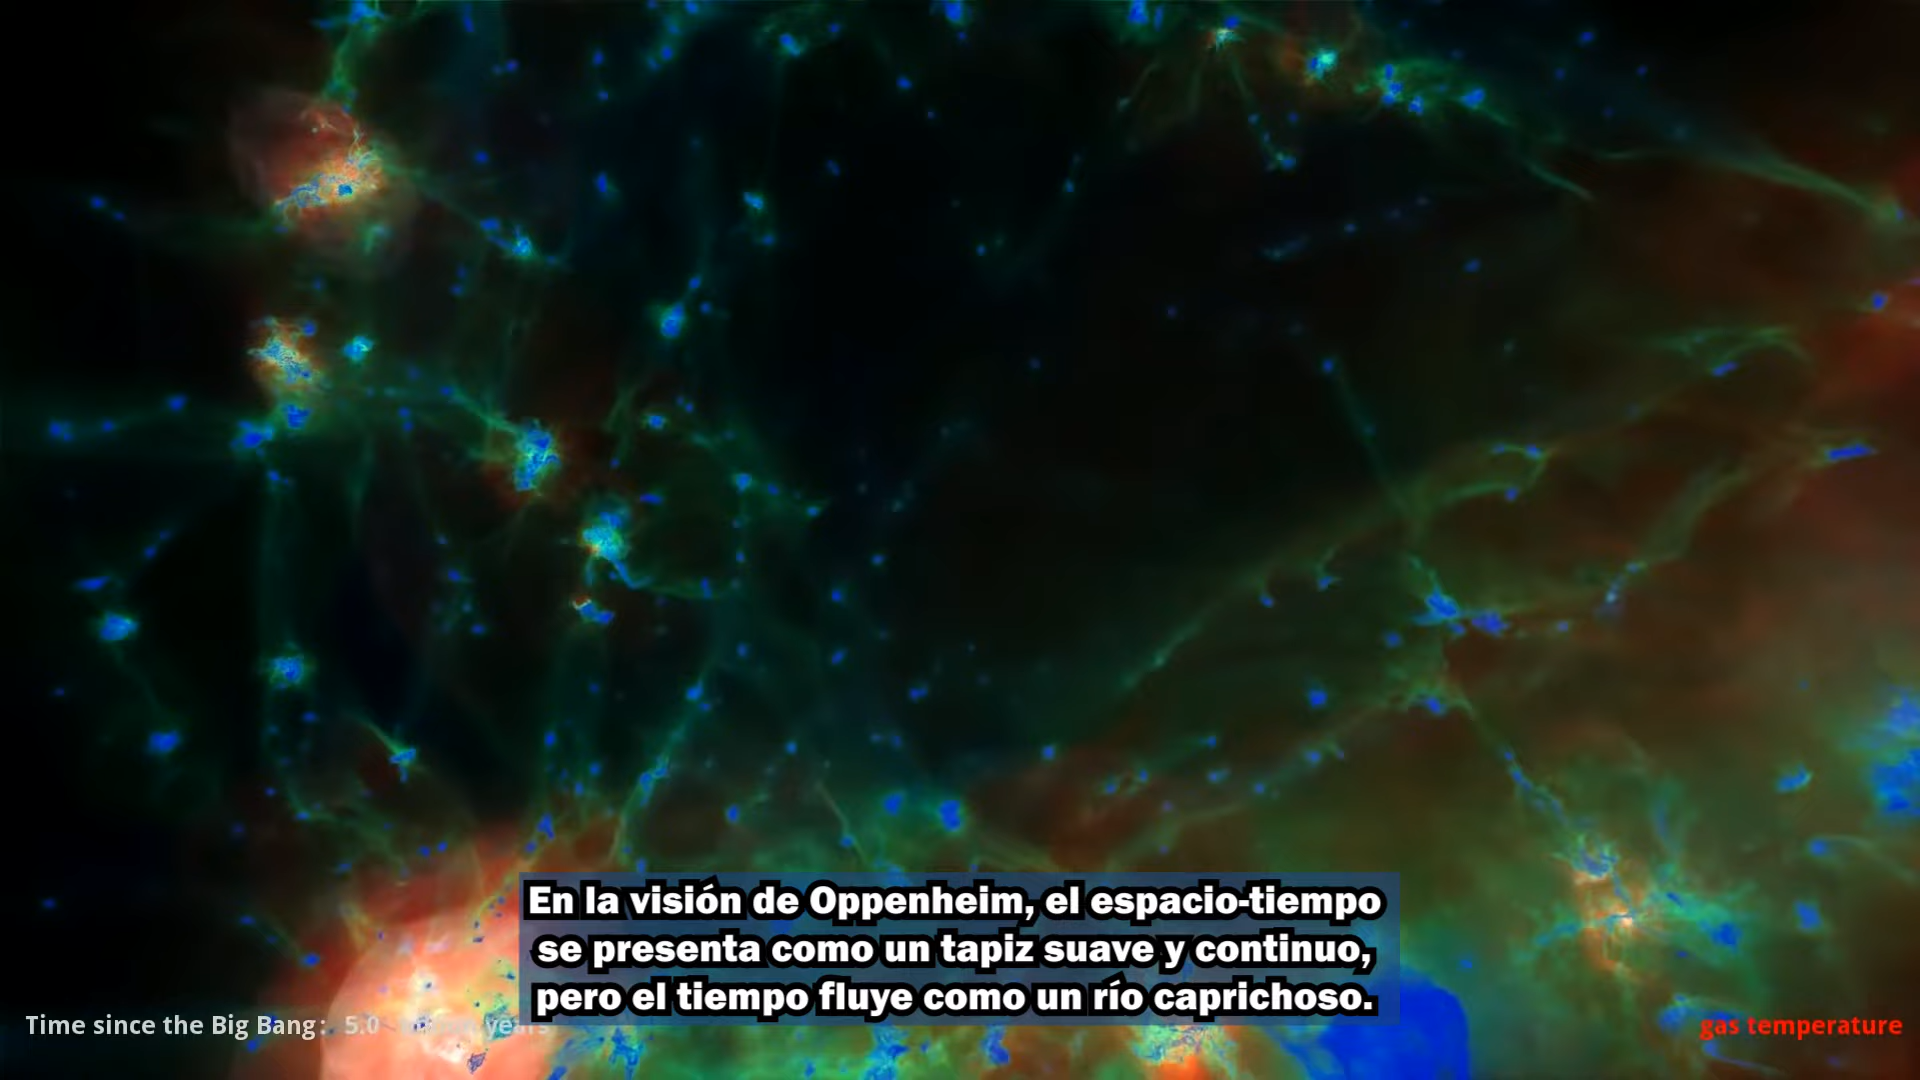 En la visión de Oppenheim, el espacio-tiempo
se presenta como un tapiz suave y continuo,
pero el tiempo fluye como un río caprichoso.
Time since the Big Bang: 5.0 years
gas temperature